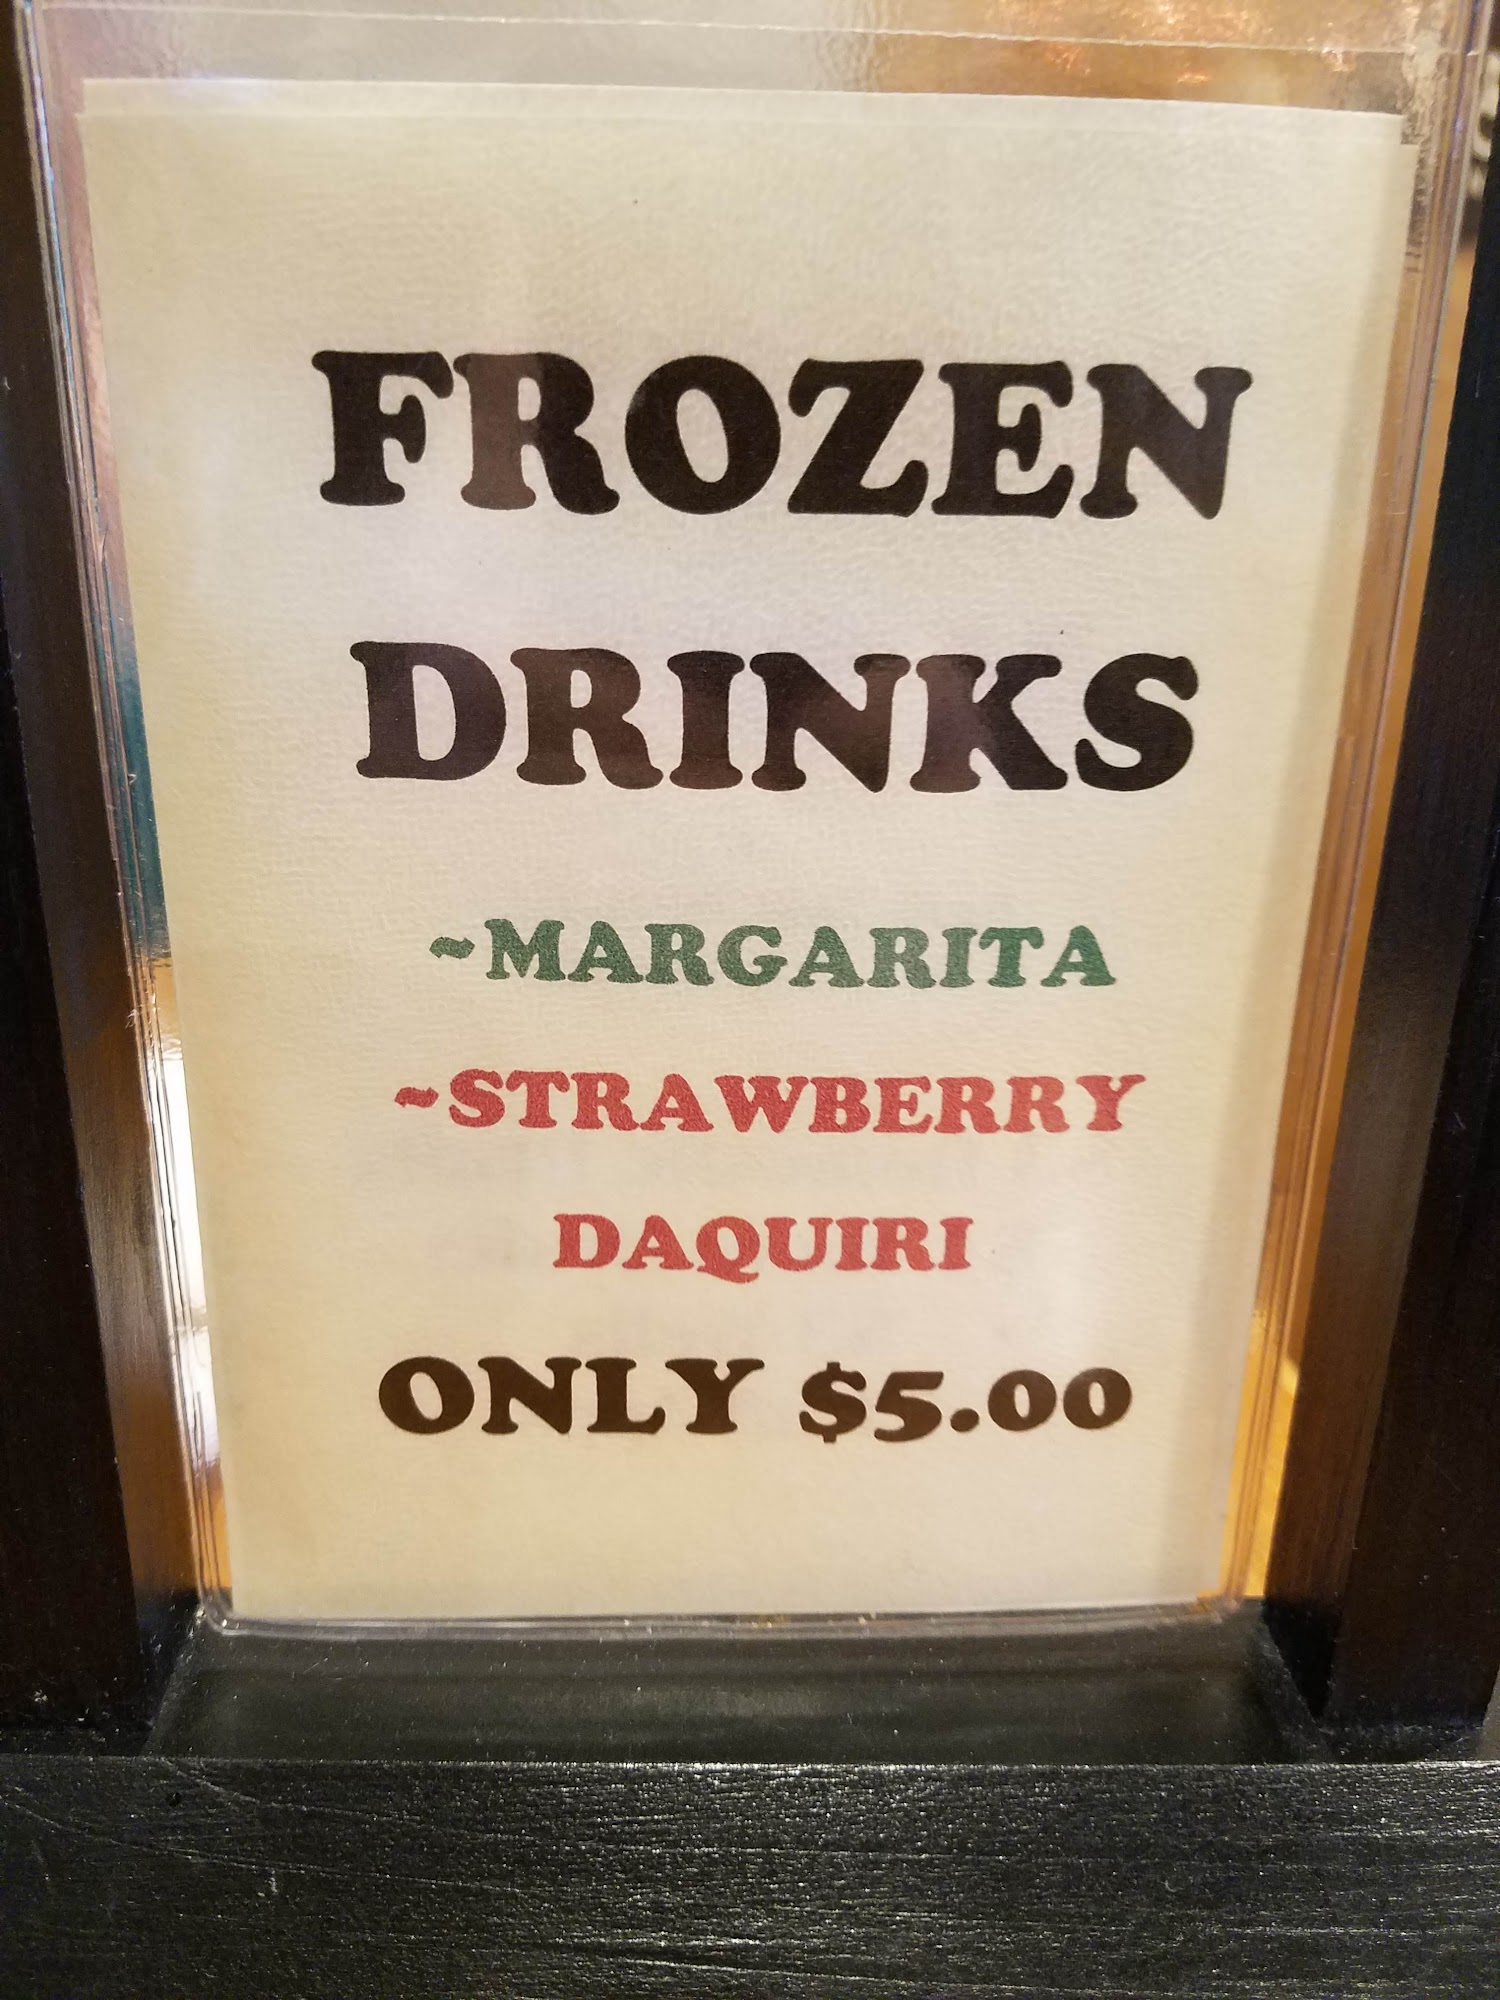 FROZEN
DRINKS
~MARGARITA
~STRAWBERRY
DAQUIRI
ONLY $5.00